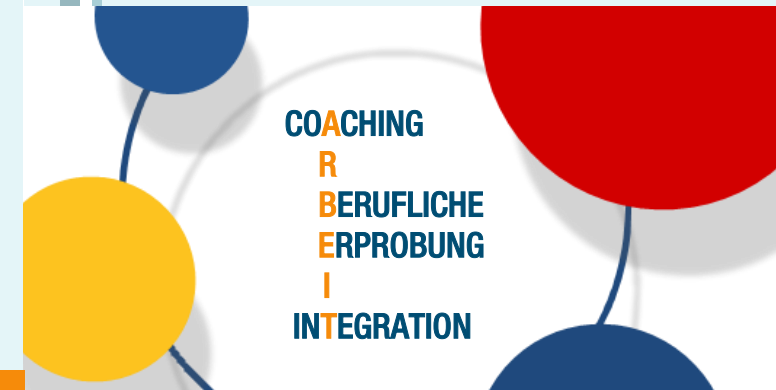 COACHING
R
BERUFLICHE
ERPROBUNG
I
INTEGRATION